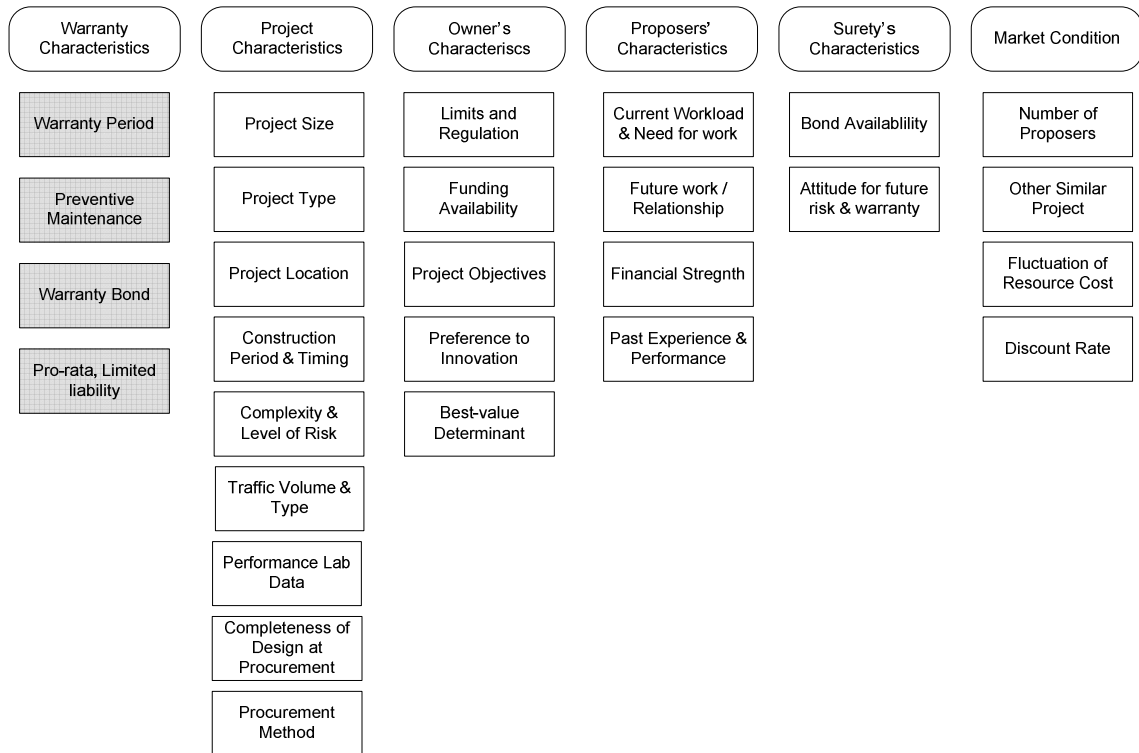 Warranty
Characteristics
Warranty Period
Preventive
Maintenance
Warranty Bond
Pro-rata, Limited
liability
Project
Characteristics
Project Size
Project Type
Project Location
Construction
Period & Timing
Complexity &
Level of Risk
Traffic Volume &
Type
Performance Lab
Data
Completeness of
Design at
Procurement
Procurement
Method
Owner's
Characteriscs
Limits and
Regulation
Funding
Availability
Project Objectives
Preference to
Innovation
Best-value
Determinant
Proposers'
Characteristics
Current Workload
& Need for work
Future work /
Relationship
Financial Stregnth
Past Experience &
Performance
Surety's
Characteristics
Bond Availablility
Attitude for future
risk & warranty
Market Condition
Number of
Proposers
Other Similar
Project
Fluctuation of
Resource Cost
Discount Rate